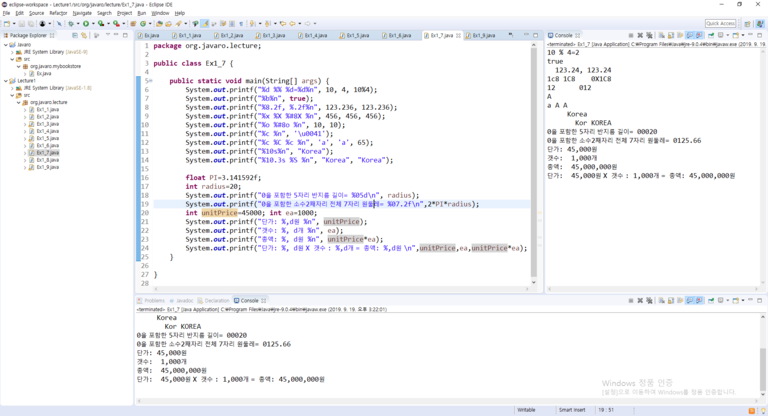 eclipse-workspace - Lecture1/src/org/javaro/lecture/Ex1_7.java - Eclipse IDE
File Edit Source Refactor Navigate Search Project Run Window Help
Quick Access
Package Explorer
Javaro
JRE System Library [JavaSE-9]
src
org.javaro.mybookstore
Ex.java
Lecture1
JRE System Library [JavaSE-1.8]
src
org.javaro.lecture
Ex1_1.java
Ex1_2.java
Ex1_3.java
Ex1_4.java
Ex1_5.java
Ex1_6.java
Ex1_7.java
Ex1_8.java
Ex1_9.java
Ex.java Ex1_1.java Ex1_2.java Ex1_3.java Ex1_4.java Ex1_5.java Ex1_6.java Ex1_7.java Ex1_9.java
1 package org.javaro.lecture;
2
3 public class Ex1_7 {
4
5 public static void main(String[] args) {
6 System.out.printf("%d %% %d=%d%n", 10, 4, 10%4);
7 System.out.printf("%b%n", true);
8 System.out.printf("%8.2f, %.2f%n", 123.236, 123.236);
9 System.out.printf("%x %X %#8X %n", 456, 456, 456);
10 System.out.printf("%o %#8o %n", 10, 10);
11 System.out.printf("%c %n", '\u0041');
12 System.out.printf("%c %C %c %n", 'a', 'a', 65);
13 System.out.printf("%10s%n", "Korea");
14 System.out.printf("%10.3s %S %n", "Korea", "Korea");
15
16 float PI=3.141592f;
17 int radius=20;
18 System.out.printf("0을 포함한 5자리 반지름 길이= %05d\n", radius);
19 System.out.printf("0을 포함한 소수2째자리 전체 7자리 원둘레= %07.2f\n",2*PI*radius);
20 int unitPrice=45000; int ea=1000;
21 System.out.printf("단가: %,d원 %n", unitPrice);
22 System.out.printf("갯수: %, d개 %n", ea);
23 System.out.printf("총액: %, d원 %n", unitPrice*ea);
24 System.out.printf("단가: %, d원 X 갯수 : %,d개 = 총액: %,d원 \n",unitPrice,ea,unitPrice*ea);
25 }
26
27 }
28
Console
<terminated> Ex1_7 [Java Application] C:₩Program Files₩Java₩jre-9.0.4₩bin₩javaw.exe (2019. 9. 19.
10 % 4=2
true
123.24, 123.24
1c8 1C8 0X1C8
12 012
A
a A A
Korea
Kor KOREA
0을 포함한 5자리 반지름 길이= 00020
0을 포함한 소수2째자리 전체 7자리 원둘레= 0125.66
단가: 45,000원
갯수: 1,000개
총액: 45,000,000원
단가: 45,000원 X 갯수 : 1,000개 = 총액: 45,000,000원
Problems Javadoc Declaration Console
<terminated> Ex1_7 [Java Application] C:₩Program Files₩Java₩jre-9.0.4₩bin₩javaw.exe (2019. 9. 19. 오후 3:22:01)
Korea
Kor KOREA
0을 포함한 5자리 반지름 길이= 00020
0을 포함한 소수2째자리 전체 7자리 원둘레= 0125.66
단가: 45,000원
갯수: 1,000개
총액: 45,000,000원
단가: 45,000원 X 갯수 : 1,000개 = 총액: 45,000,000원
Windows 정품 인증
[설정]으로 이동하여 Windows를 정품 인증합니다.
Writable Smart Insert 19 : 51